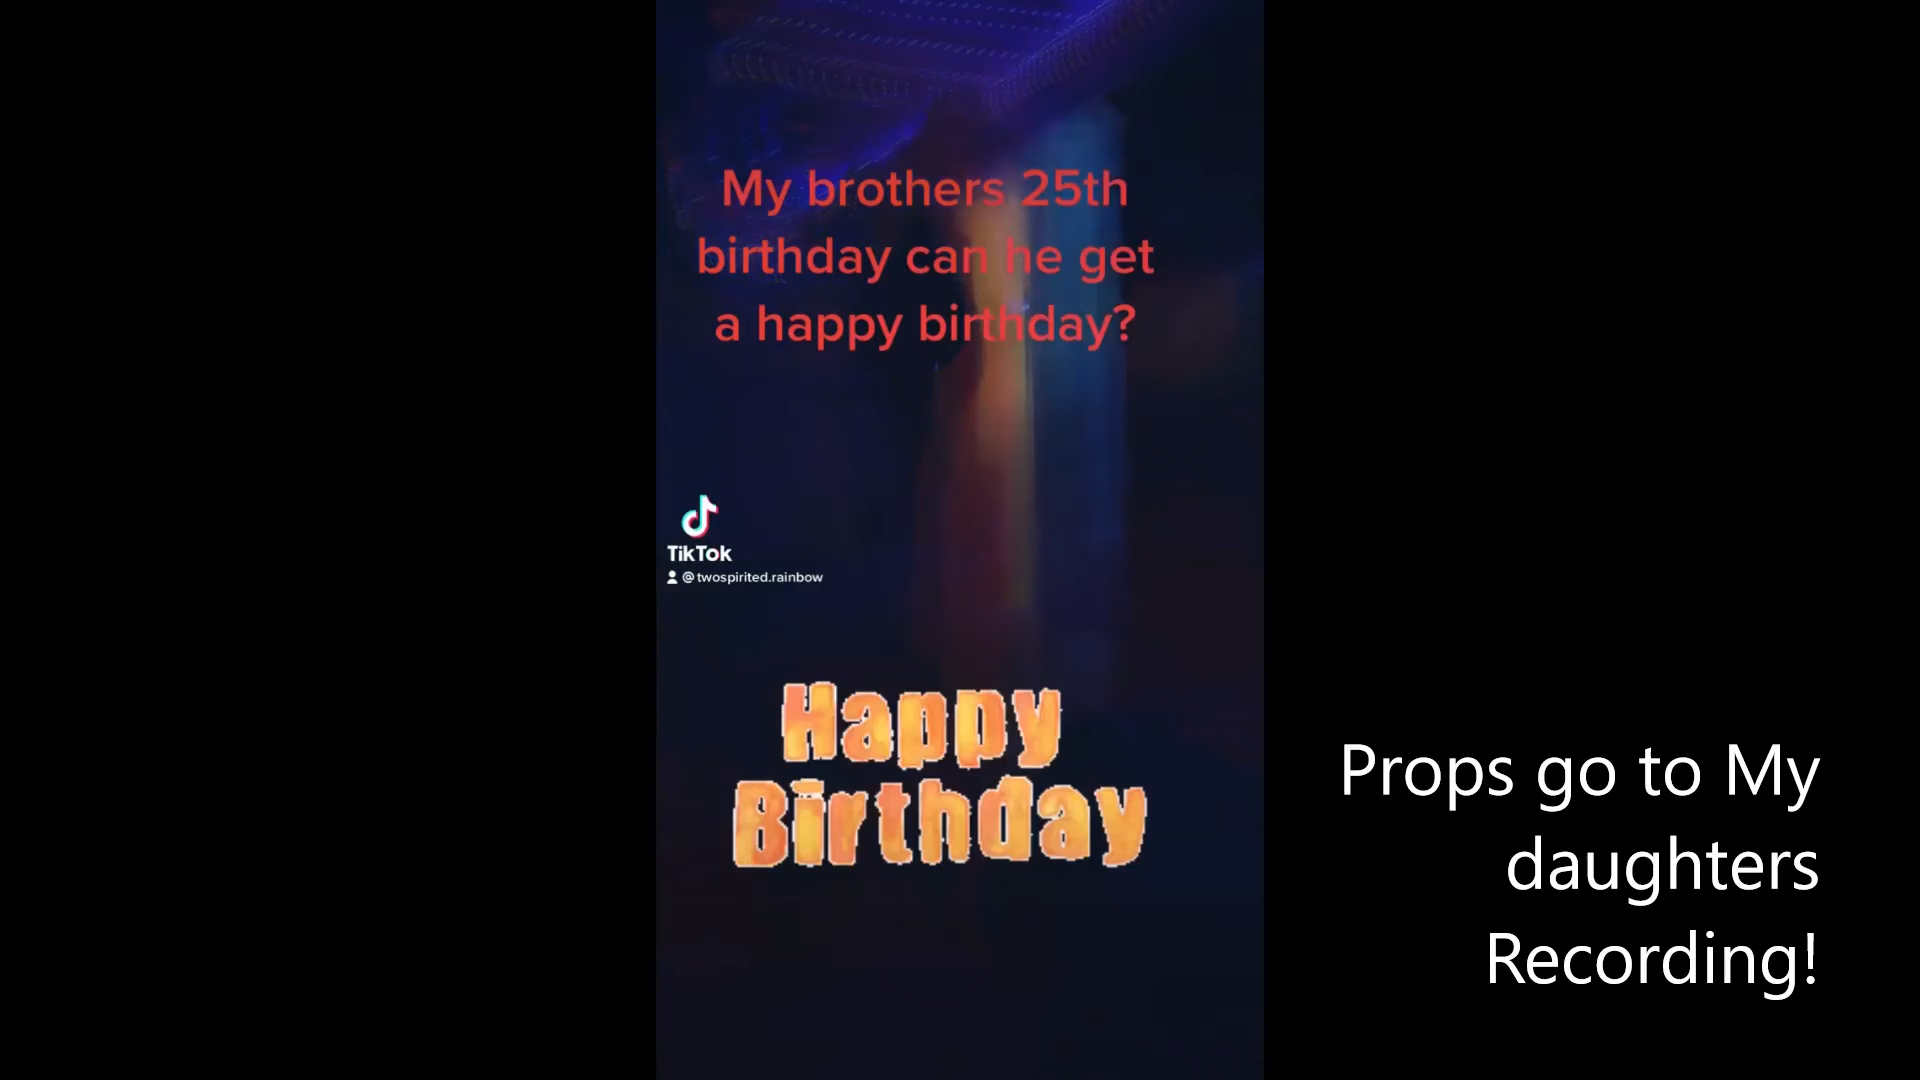 My brothers 25th
birthday can he get
a happy birthday?
TikTok
@twospirited.rainbow
Happy
Birthday
Props go to My
daughters
Recording!